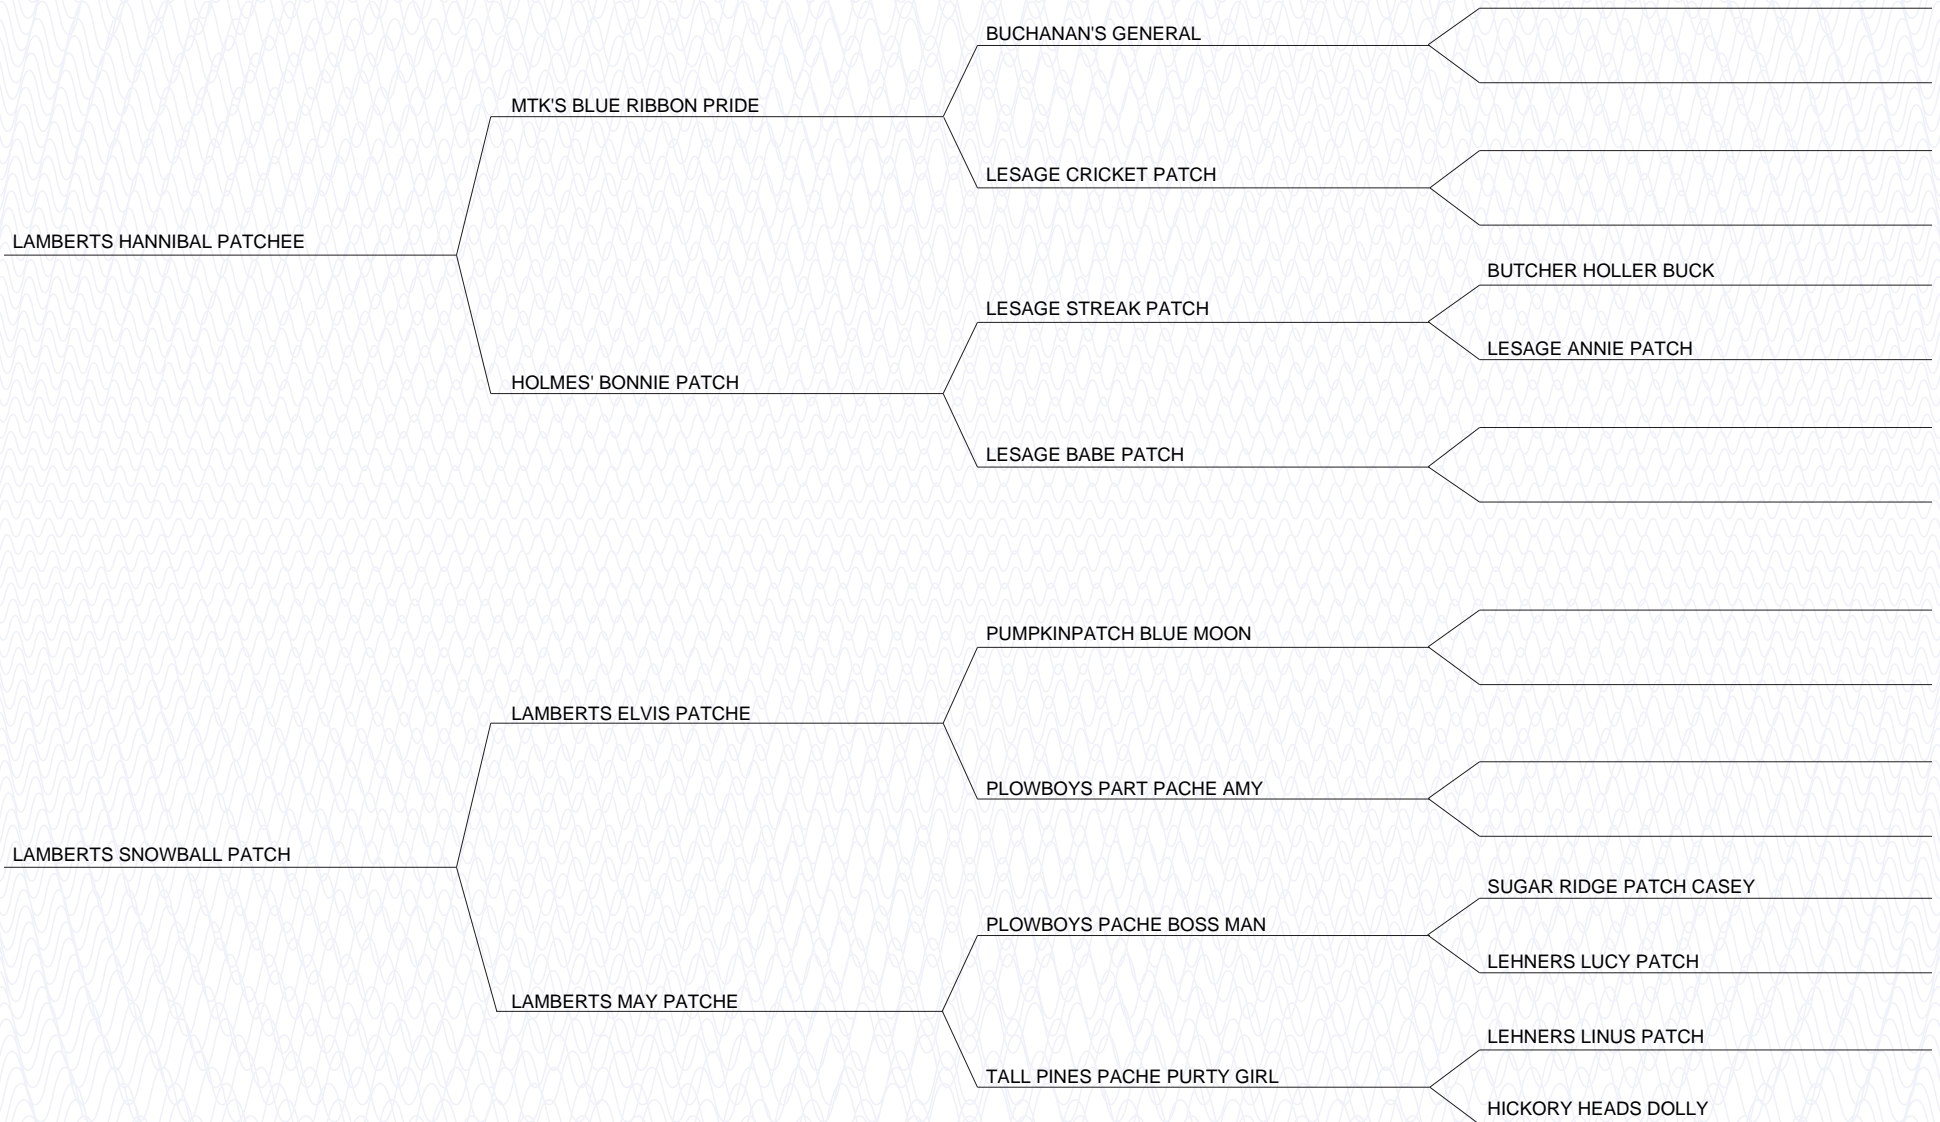 BUCHANAN'S GENERAL
MTK'S BLUE RIBBON PRIDE
LESAGE CRICKET PATCH
LAMBERTS HANNIBAL PATCHEE
BUTCHER HOLLER BUCK
LESAGE STREAK PATCH
LESAGE ANNIE PATCH
HOLMES' BONNIE PATCH
LESAGE BABE PATCH
PUMPKINPATCH BLUE MOON
LAMBERTS ELVIS PATCHE
PLOWBOYS PART PACHE AMY
LAMBERTS SNOWBALL PATCH
SUGAR RIDGE PATCH CASEY
PLOWBOYS PACHE BOSS MAN
LEHNERS LUCY PATCH
LAMBERTS MAY PATCHE
LEHNERS LINUS PATCH
TALL PINES PACHE PURTY GIRL
HICKORY HEADS DOLLY